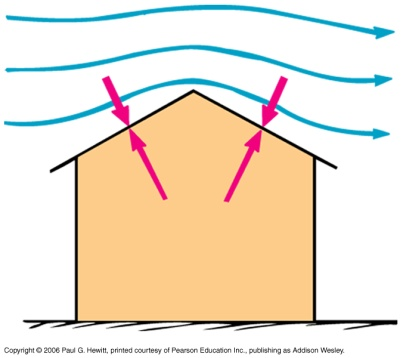 Copyright © 2006 Paul G. Hewitt, printed courtesy of Pearson Education Inc., publishing as Addison Wesley.